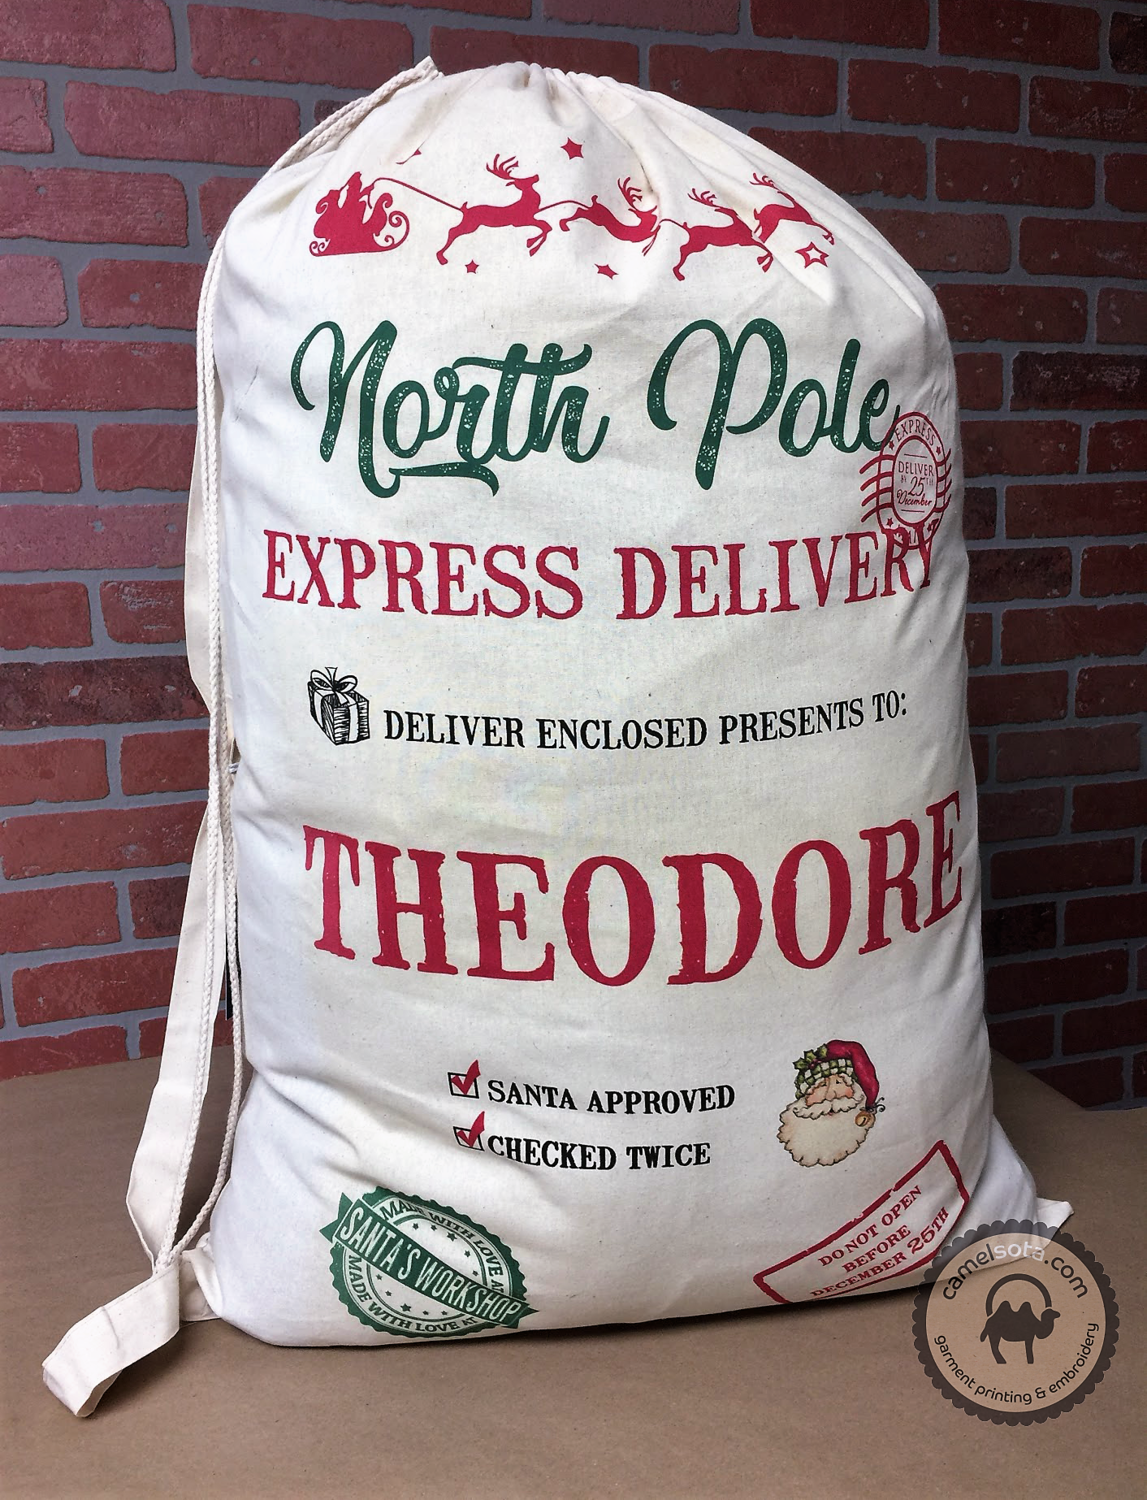 North Pole
EXPRESS
DELIVER
BY 25TH
December
EXPRESS DELIVERY
DELIVER ENCLOSED PRESENTS TO:
THEODORE
SANTA APPROVED
CHECKED TWICE
MADE WITH LOVE AT
SANTA'S WORKSHOP
MADE WITH LOVE AT
DO NOT OPEN
BEFORE
DECEMBER 25TH
camelsota.com
garment printing & embroidery